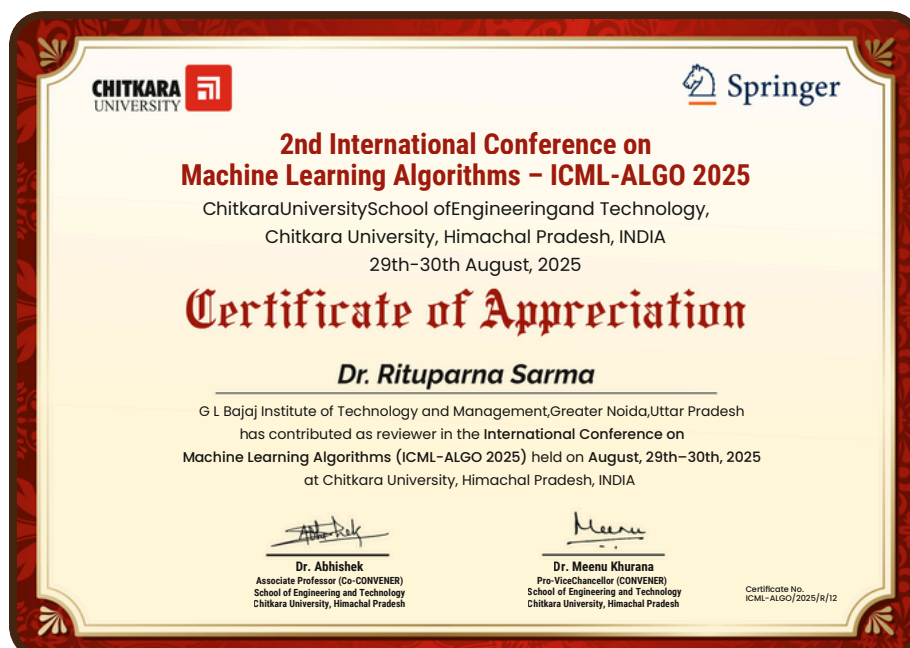 CHITKARA
UNIVERSITY
Springer
2nd International Conference on
Machine Learning Algorithms – ICML-ALGO 2025
ChitkaraUniversitySchool ofEngineeringand Technology,
Chitkara University, Himachal Pradesh, INDIA
29th-30th August, 2025
Certificate of Appreciation
Dr. Rituparna Sarma
G L Bajaj Institute of Technology and Management,Greater Noida,Uttar Pradesh
has contributed as reviewer in the International Conference on
Machine Learning Algorithms (ICML-ALGO 2025) held on August, 29th–30th, 2025
at Chitkara University, Himachal Pradesh, INDIA
Abhishek
Meenu
Dr. Abhishek
Associate Professor (Co-CONVENER)
School of Engineering and Technology
Chitkara University, Himachal Pradesh
Dr. Meenu Khurana
Pro-ViceChancellor (CONVENER)
School of Engineering and Technology
Chitkara University, Himachal Pradesh
Certificate No.
ICML-ALGO/2025/R/12